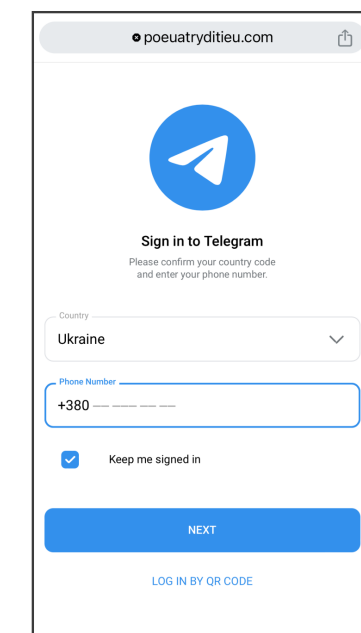 poeuatryditieu.com
Sign in to Telegram
Please confirm your country code
and enter your phone number.
Country
Ukraine
Phone Number
+380 –– ––– –– ––
Keep me signed in
NEXT
LOG IN BY QR CODE